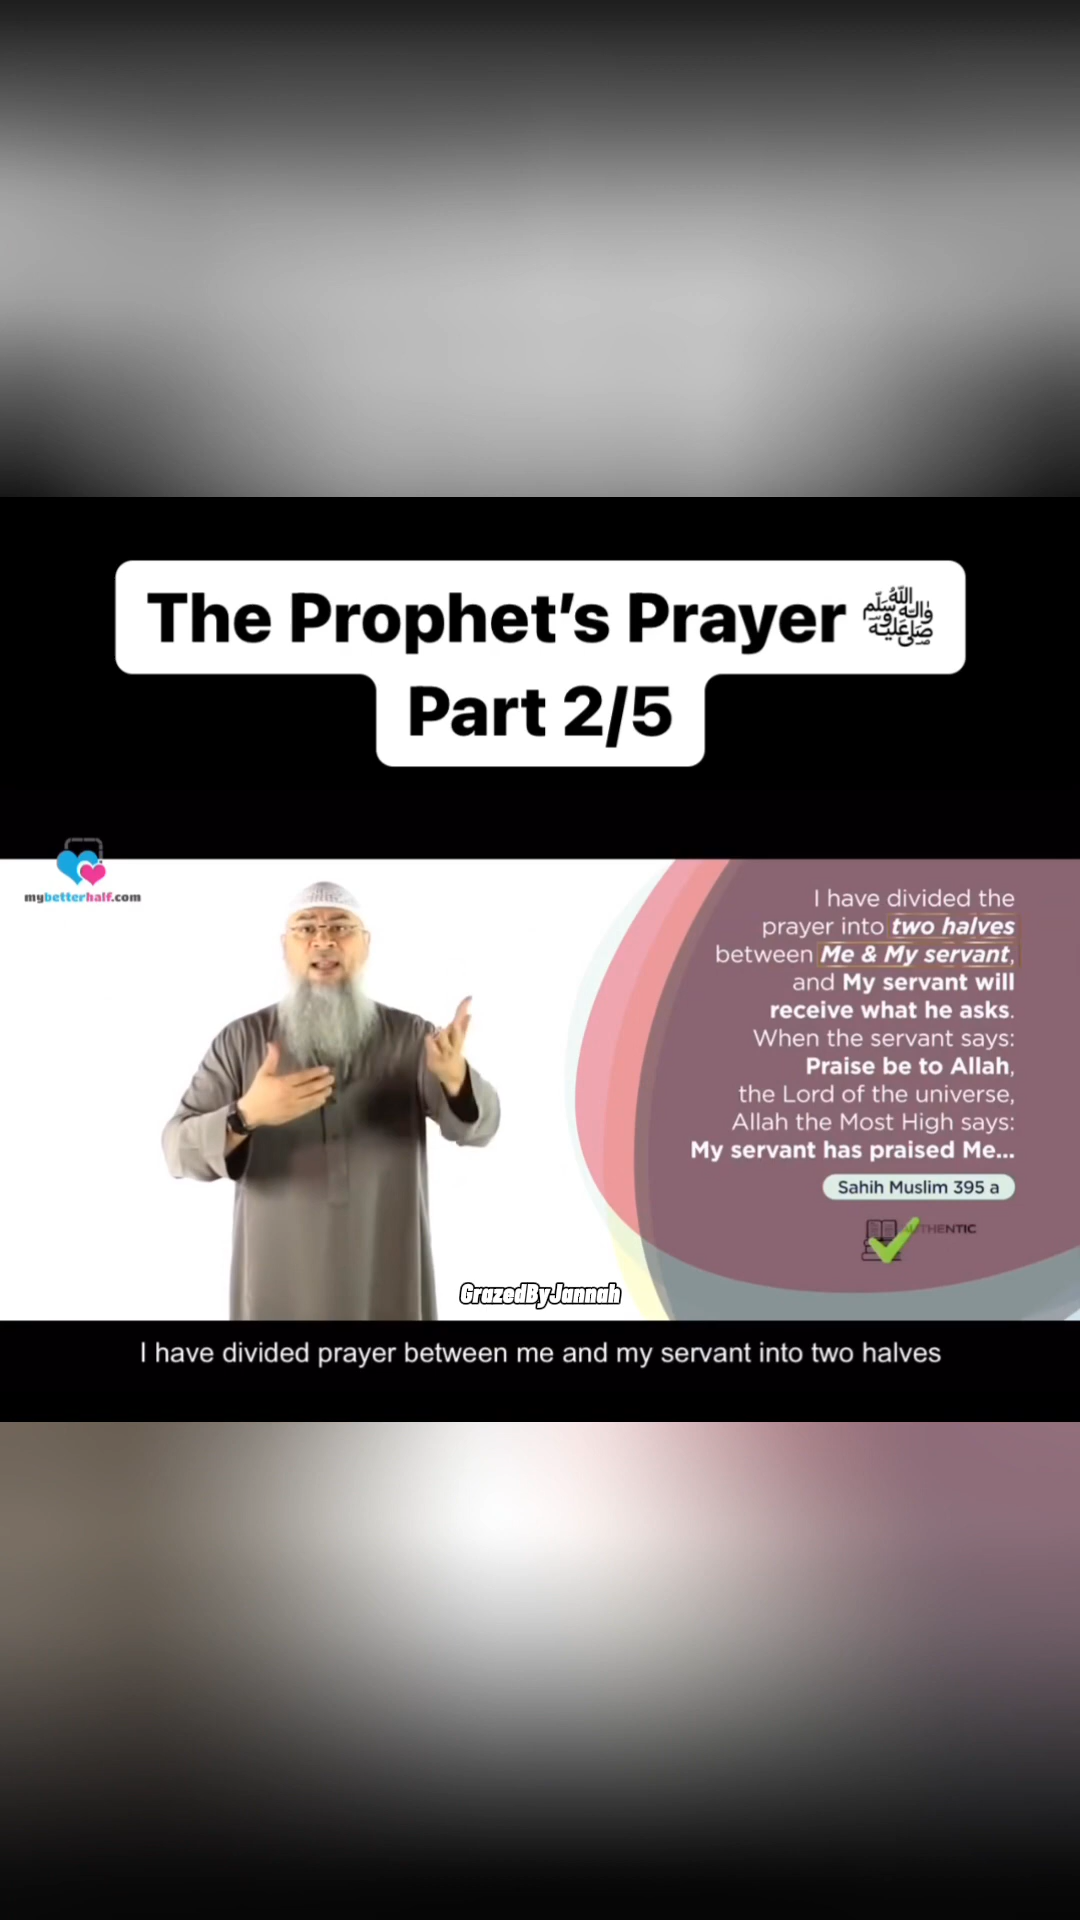 The Prophet's Prayer ﷺ
Part 2/5
mybetterhalf.com
I have divided the
prayer into two halves
between Me & My servant,
and My servant will
receive what he asks.
When the servant says:
Praise be to Allah,
the Lord of the universe,
Allah the Most High says:
My servant has praised Me...
Sahih Muslim 395 a
AUTHENTIC
GrazedByJannah
I have divided prayer between me and my servant into two halves